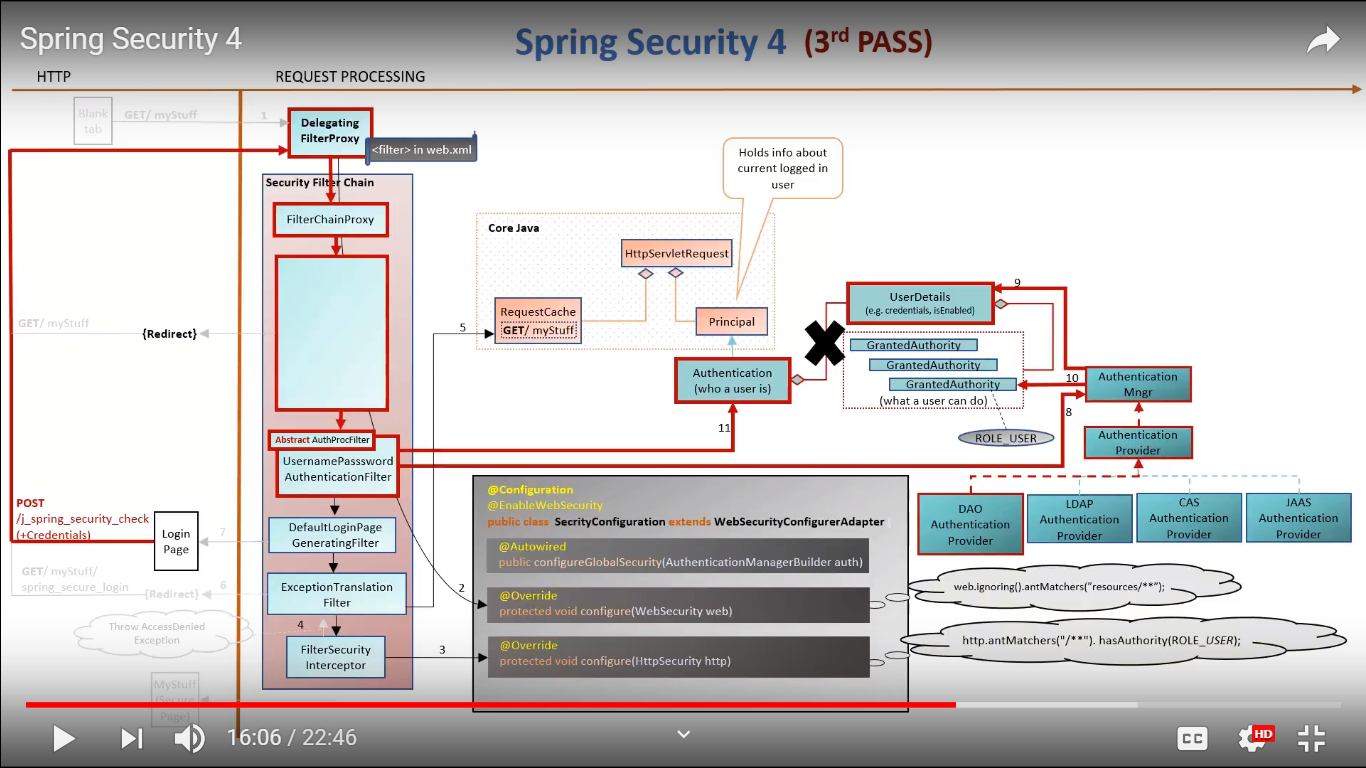 Spring Security 4
Spring Security 4 (3rd PASS)
HTTP
REQUEST PROCESSING
Blank
tab
GET/ myStuff
1
Delegating
FilterProxy
<filter> in web.xml
Security Filter Chain
FilterChainProxy
Holds info about
current logged in
user
Core Java
HttpServletRequest
RequestCache
GET/ myStuff
Principal
5
GET/ myStuff
{Redirect}
UserDetails
(e.g. credentials, isEnabled)
9
GrantedAuthority
GrantedAuthority
GrantedAuthority
(what a user can do)
Authentication
(who a user is)
10
Authentication
Mngr
8
11
ROLE_USER
Authentication
Provider
Abstract AuthProcFilter
UsernamePasssword
AuthenticationFilter
DAO
Authentication
Provider
LDAP
Authentication
Provider
CAS
Authentication
Provider
JAAS
Authentication
Provider
POST
/j_spring_security_check
(+Credentials)
Login
Page
7
DefaultLoginPage
GeneratingFilter
GET/ myStuff/
spring_secure_login
{Redirect}
6
ExceptionTranslation
Filter
Throw AccessDenied
Exception
4
FilterSecurity
Interceptor
2
3
@Configuration
@EnableWebSecurity
public class SecrityConfiguration extends WebSecurityConfigurerAdapter {
@Autowired
public configureGlobalSecurity(AuthenticationManagerBuilder auth)
@Override
protected void configure(WebSecurity web)
@Override
protected void configure(HttpSecurity http)
web.ignoring().antMatchers("resources/**");
http.antMatchers("/**"). hasAuthority(ROLE_USER);
MyStuff
(Secure
Page)
16:06 / 22:46
CC
HD